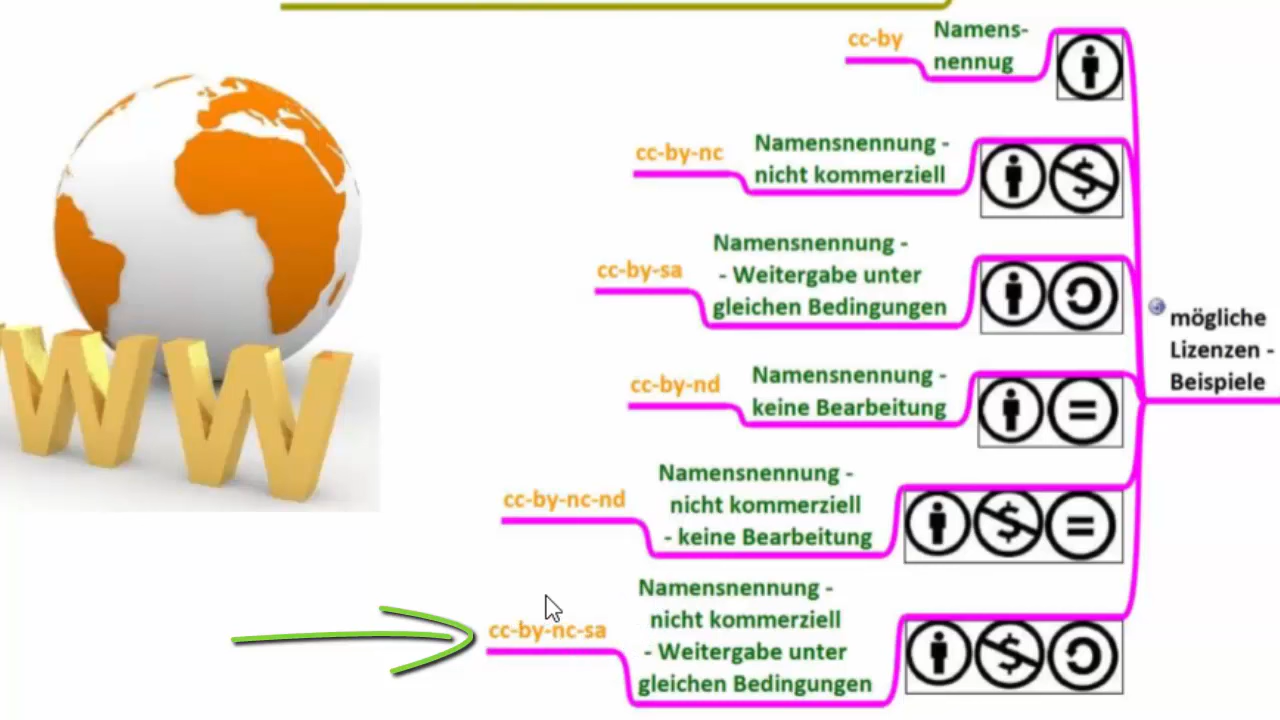 cc-by
Namens-
nennug
cc-by-nc
Namensnennung -
nicht kommerziell
cc-by-sa
Namensnennung -
- Weitergabe unter
gleichen Bedingungen
cc-by-nd
Namensnennung -
keine Bearbeitung
cc-by-nc-nd
Namensnennung -
nicht kommerziell
- keine Bearbeitung
cc-by-nc-sa
Namensnennung -
nicht kommerziell
- Weitergabe unter
gleichen Bedingungen
mögliche
Lizenzen -
Beispiele
WW